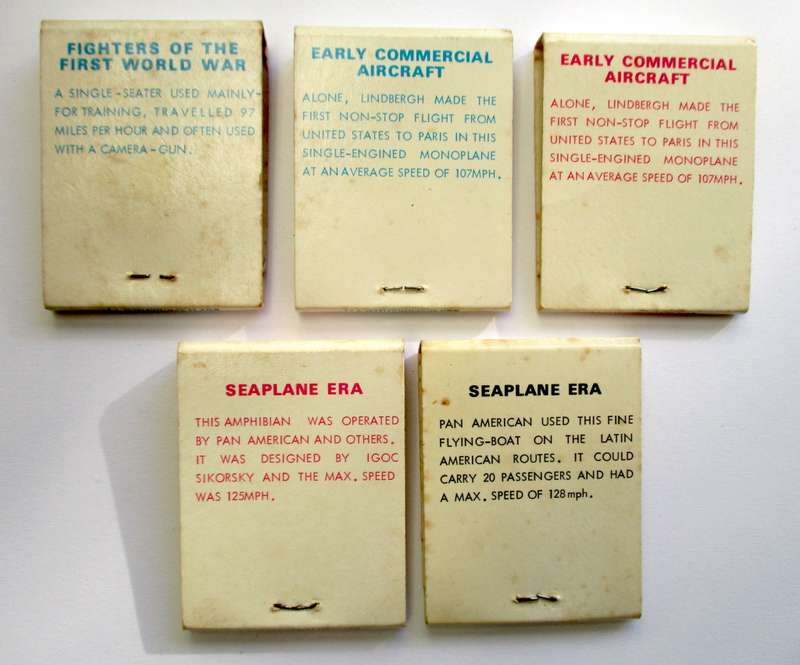 FIGHTERS OF THE
FIRST WORLD WAR
A SINGLE-SEATER USED MAINLY-
FOR TRAINING, TRAVELLED 97
MILES PER HOUR AND OFTEN USED
WITH A CAMERA-GUN.
EARLY COMMERCIAL
AIRCRAFT
ALONE, LINDBERGH MADE THE
FIRST NON-STOP FLIGHT FROM
UNITED STATES TO PARIS IN THIS
SINGLE-ENGINED MONOPLANE
AT AN AVERAGE SPEED OF 107MPH.
EARLY COMMERCIAL
AIRCRAFT
ALONE, LINDBERGH MADE THE
FIRST NON-STOP FLIGHT FROM
UNITED STATES TO PARIS IN THIS
SINGLE-ENGINED MONOPLANE
AT AN AVERAGE SPEED OF 107MPH.
SEAPLANE ERA
THIS AMPHIBIAN WAS OPERATED
BY PAN AMERICAN AND OTHERS.
IT WAS DESIGNED BY IGOC
SIKORSKY AND THE MAX. SPEED
WAS 125MPH.
SEAPLANE ERA
PAN AMERICAN USED THIS FINE
FLYING-BOAT ON THE LATIN
AMERICAN ROUTES. IT COULD
CARRY 20 PASSENGERS AND HAD
A MAX. SPEED OF 128mph.